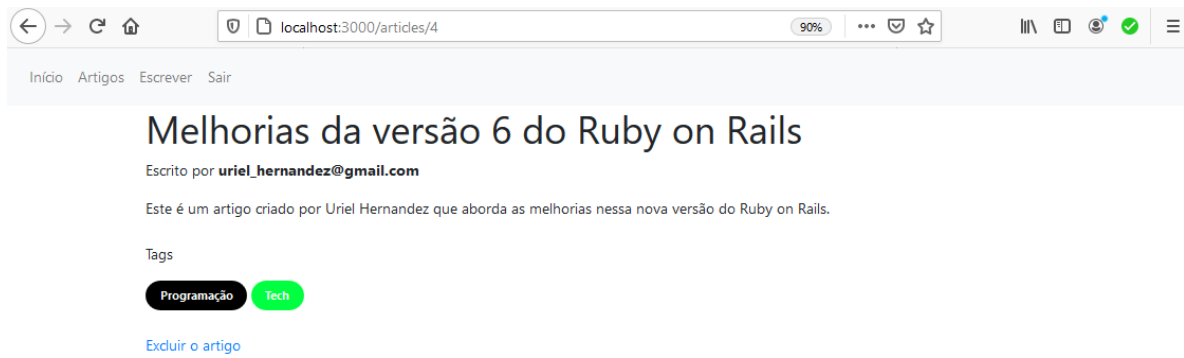 localhost:3000/articles/4 90%
Início Artigos Escrever Sair
Melhorias da versão 6 do Ruby on Rails
Escrito por uriel_hernandez@gmail.com
Este é um artigo criado por Uriel Hernandez que aborda as melhorias nessa nova versão do Ruby on Rails.
Tags
Programação Tech
Excluir o artigo